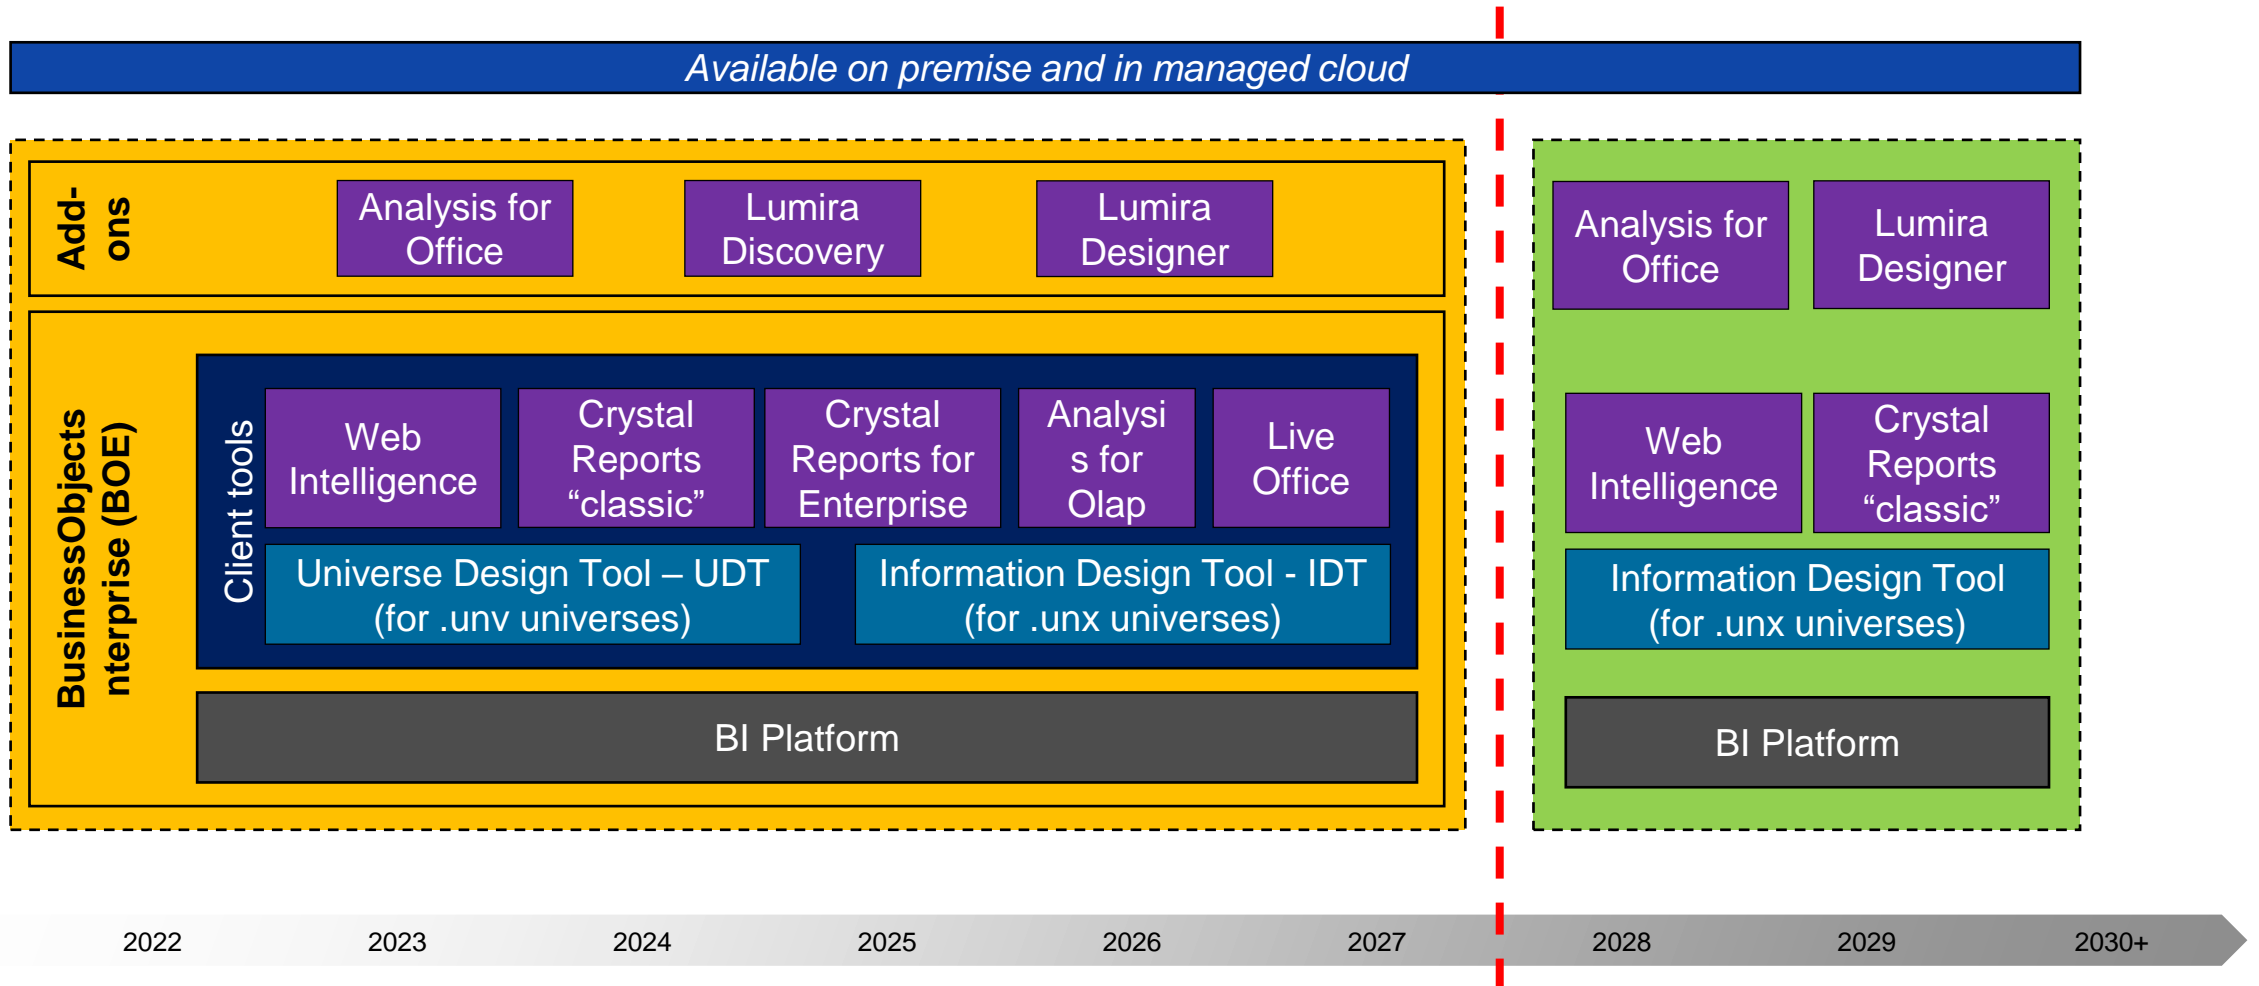 Available on premise and in managed cloud
Add-
ons
Analysis for
Office
Lumira
Discovery
Lumira
Designer
BusinessObjects
nterprise (BOE)
Client tools
Web
Intelligence
Crystal
Reports
“classic”
Crystal
Reports for
Enterprise
Analysi
s for
Olap
Live
Office
Universe Design Tool – UDT
(for .unv universes)
Information Design Tool - IDT
(for .unx universes)
BI Platform
Analysis for
Office
Lumira
Designer
Web
Intelligence
Crystal
Reports
“classic”
Information Design Tool
(for .unx universes)
BI Platform
2022
2023
2024
2025
2026
2027
2028
2029
2030+